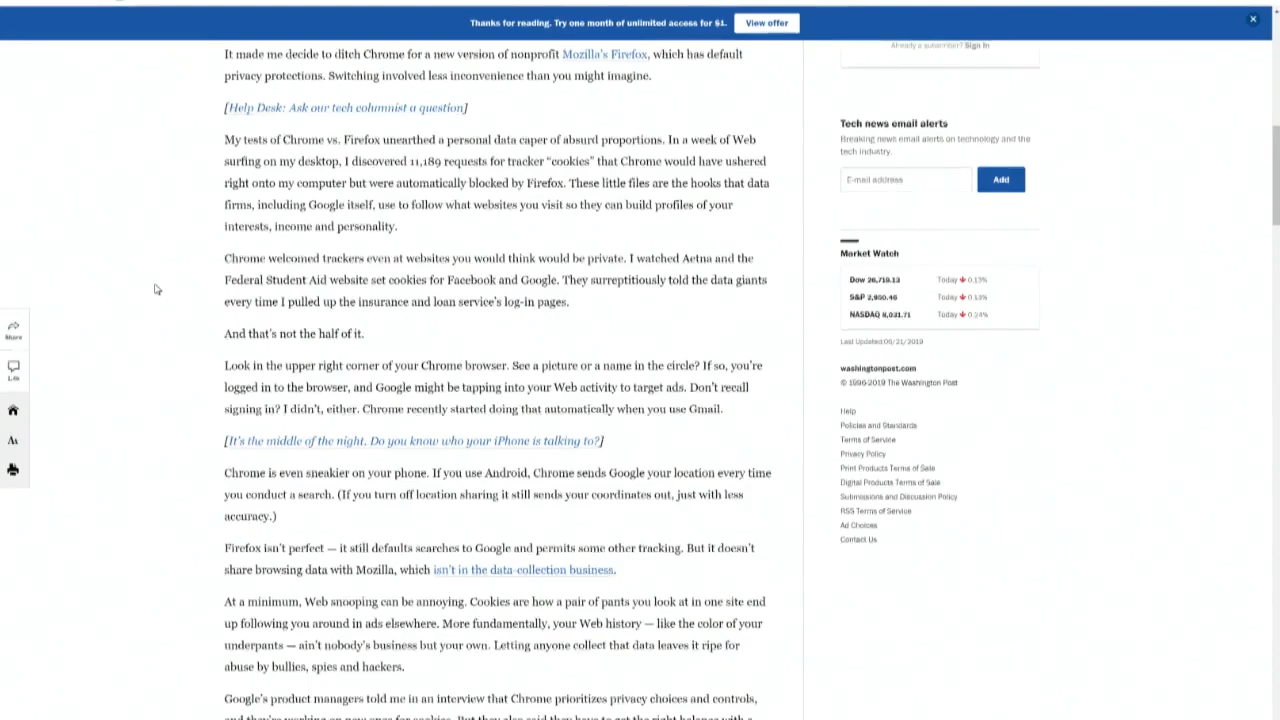 Thanks for reading. Try one month of unlimited access for $1.
View offer
It made me decide to ditch Chrome for a new version of nonprofit Mozilla's Firefox, which has default
privacy protections. Switching involved less inconvenience than you might imagine.
[Help Desk: Ask our tech columnist a question]
My tests of Chrome vs. Firefox unearthed a personal data caper of absurd proportions. In a week of Web
surfing on my desktop, I discovered 11,189 requests for tracker "cookies" that Chrome would have ushered
right onto my computer but were automatically blocked by Firefox. These little files are the hooks that data
firms, including Google itself, use to follow what websites you visit so they can build profiles of your
interests, income and personality.
Chrome welcomed trackers even at websites you would think would be private. I watched Aetna and the
Federal Student Aid website set cookies for Facebook and Google. They surreptitiously told the data giants
every time I pulled up the insurance and loan service's log-in pages.
And that's not the half of it.
Look in the upper right corner of your Chrome browser. See a picture or a name in the circle? If so, you're
logged in to the browser, and Google might be tapping into your Web activity to target ads. Don't recall
signing in? I didn't, either. Chrome recently started doing that automatically when you use Gmail.
[It's the middle of the night. Do you know who your iPhone is talking to?]
Chrome is even sneakier on your phone. If you use Android, Chrome sends Google your location every time
you conduct a search. (If you turn off location sharing it still sends your coordinates out, just with less
accuracy.)
Firefox isn't perfect — it still defaults searches to Google and permits some other tracking. But it doesn't
share browsing data with Mozilla, which isn't in the data-collection business.
At a minimum, Web snooping can be annoying. Cookies are how a pair of pants you look at in one site end
up following you around in ads elsewhere. More fundamentally, your Web history — like the color of your
underpants — ain't nobody's business but your own. Letting anyone collect that data leaves it ripe for
abuse by bullies, spies and hackers.
Google's product managers told me in an interview that Chrome prioritizes privacy choices and controls,
Share
Aa
Already a subscriber? Sign in
Tech news email alerts
Breaking news email alerts on technology and the
tech industry.
E-mail address
Add
Market Watch
Dow 26,719.13 Today 0.13%
S&P 2,950.46 Today 0.13%
NASDAQ 8,031.71 Today 0.24%
Last Updated:06/21/2019
washingtonpost.com
© 1996-2019 The Washington Post
Help
Policies and Standards
Terms of Service
Privacy Policy
Print Products Terms of Sale
Digital Products Terms of Sale
Submissions and Discussion Policy
RSS Terms of Service
Ad Choices
Contact Us